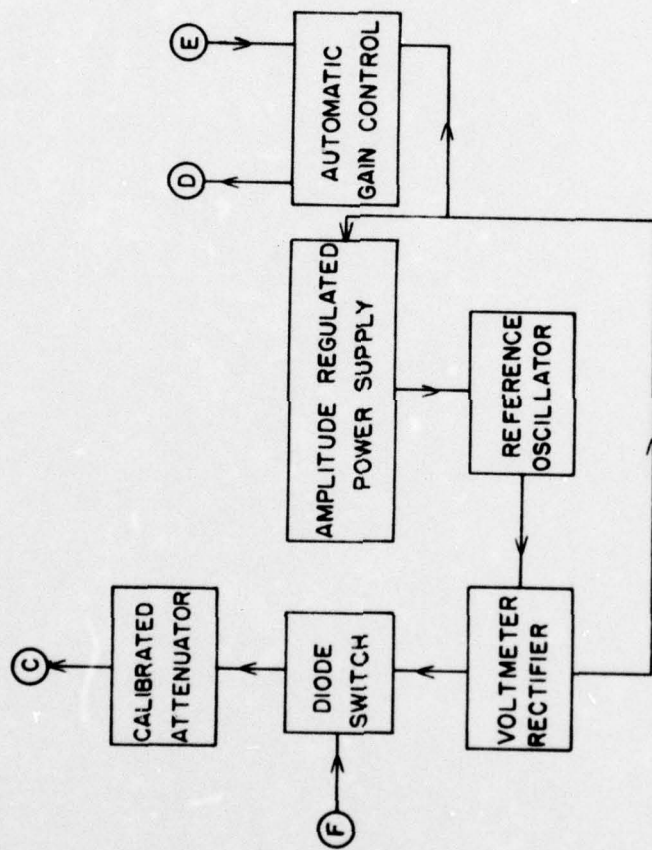 C
CALIBRATED
ATTENUATOR
F
DIODE
SWITCH
VOLTMETER
RECTIFIER
AMPLITUDE REGULATED
POWER SUPPLY
REFERENCE
OSCILLATOR
D
E
AUTOMATIC
GAIN CONTROL